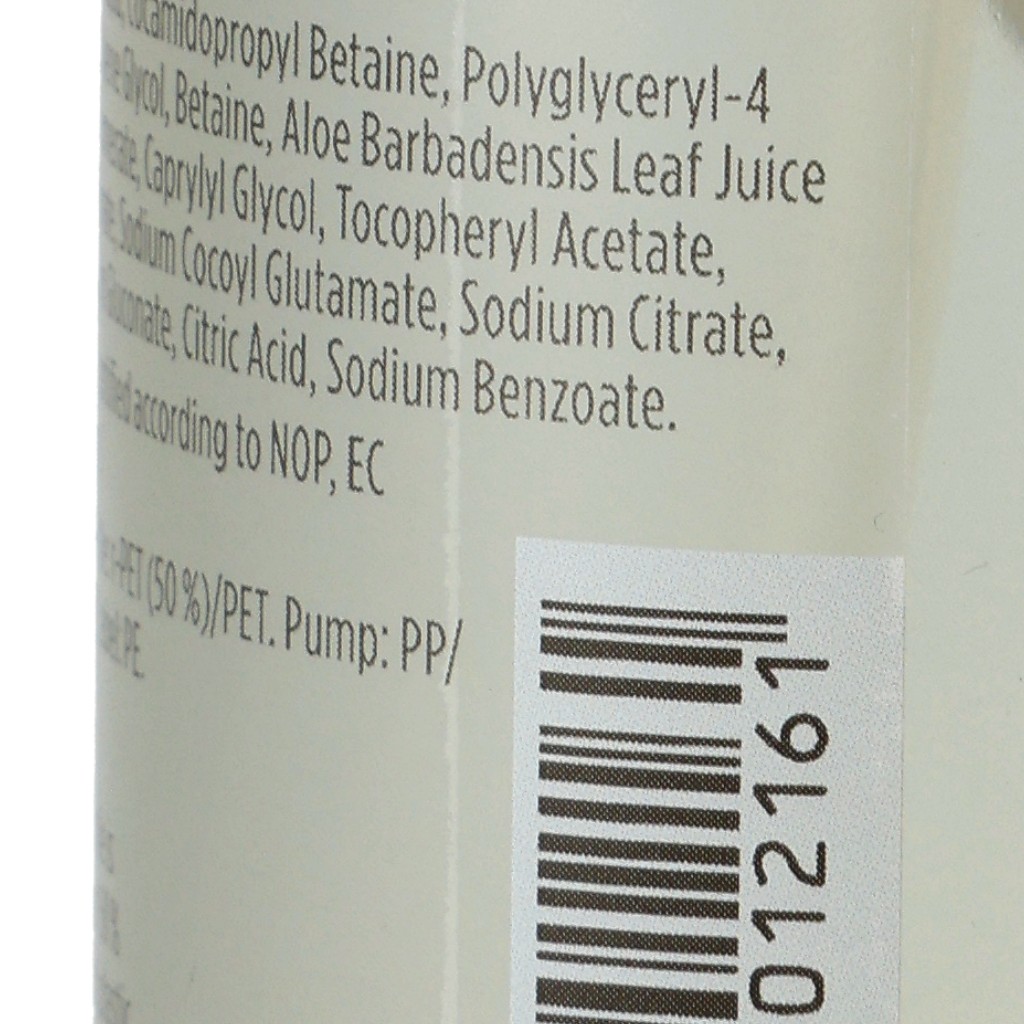 Cocamidopropyl Betaine, Polyglyceryl-4
Glycol, Betaine, Aloe Barbadensis Leaf Juice
Caprylyl Glycol, Tocopheryl Acetate,
Sodium Cocoyl Glutamate, Sodium Citrate,
Citric Acid, Sodium Benzoate.
according to NOP, EC
(50 %)/PET. Pump: PP/
PE.
012161